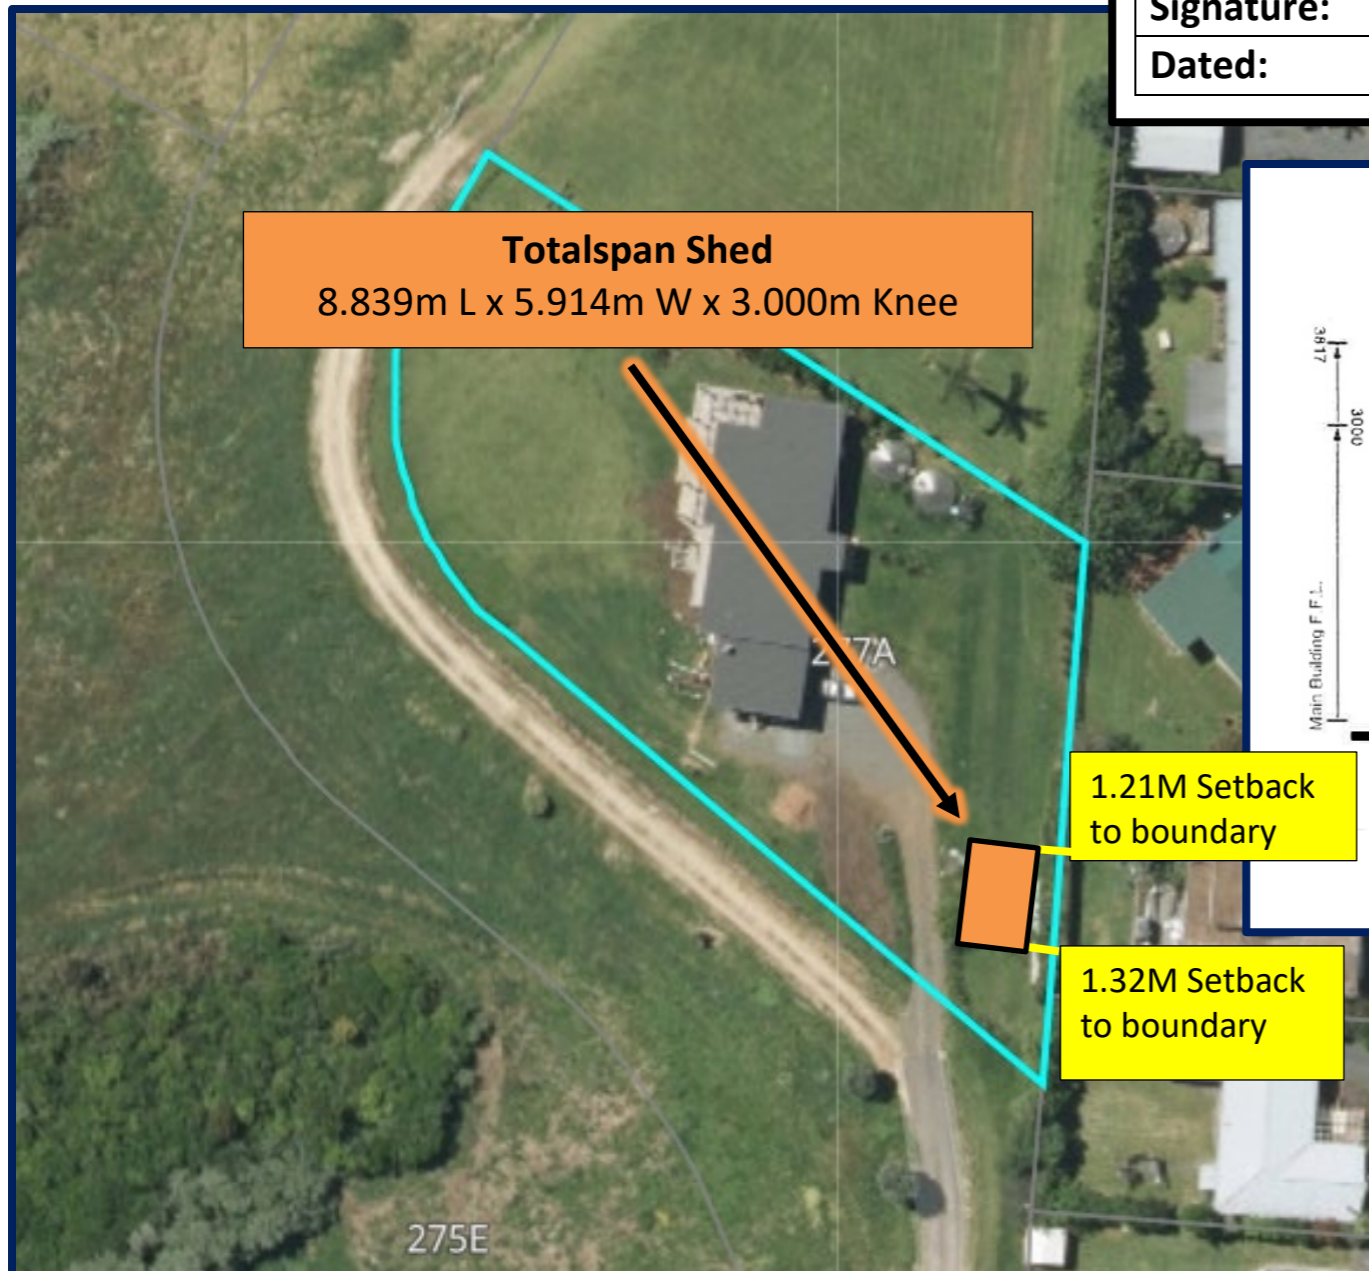 Signature:
Dated:
Totalspan Shed
8.839m L x 5.914m W x 3.000m Knee
3817
3000
Main Building F.F.L.
277A
1.21M Setback
to boundary
1.32M Setback
to boundary
275E